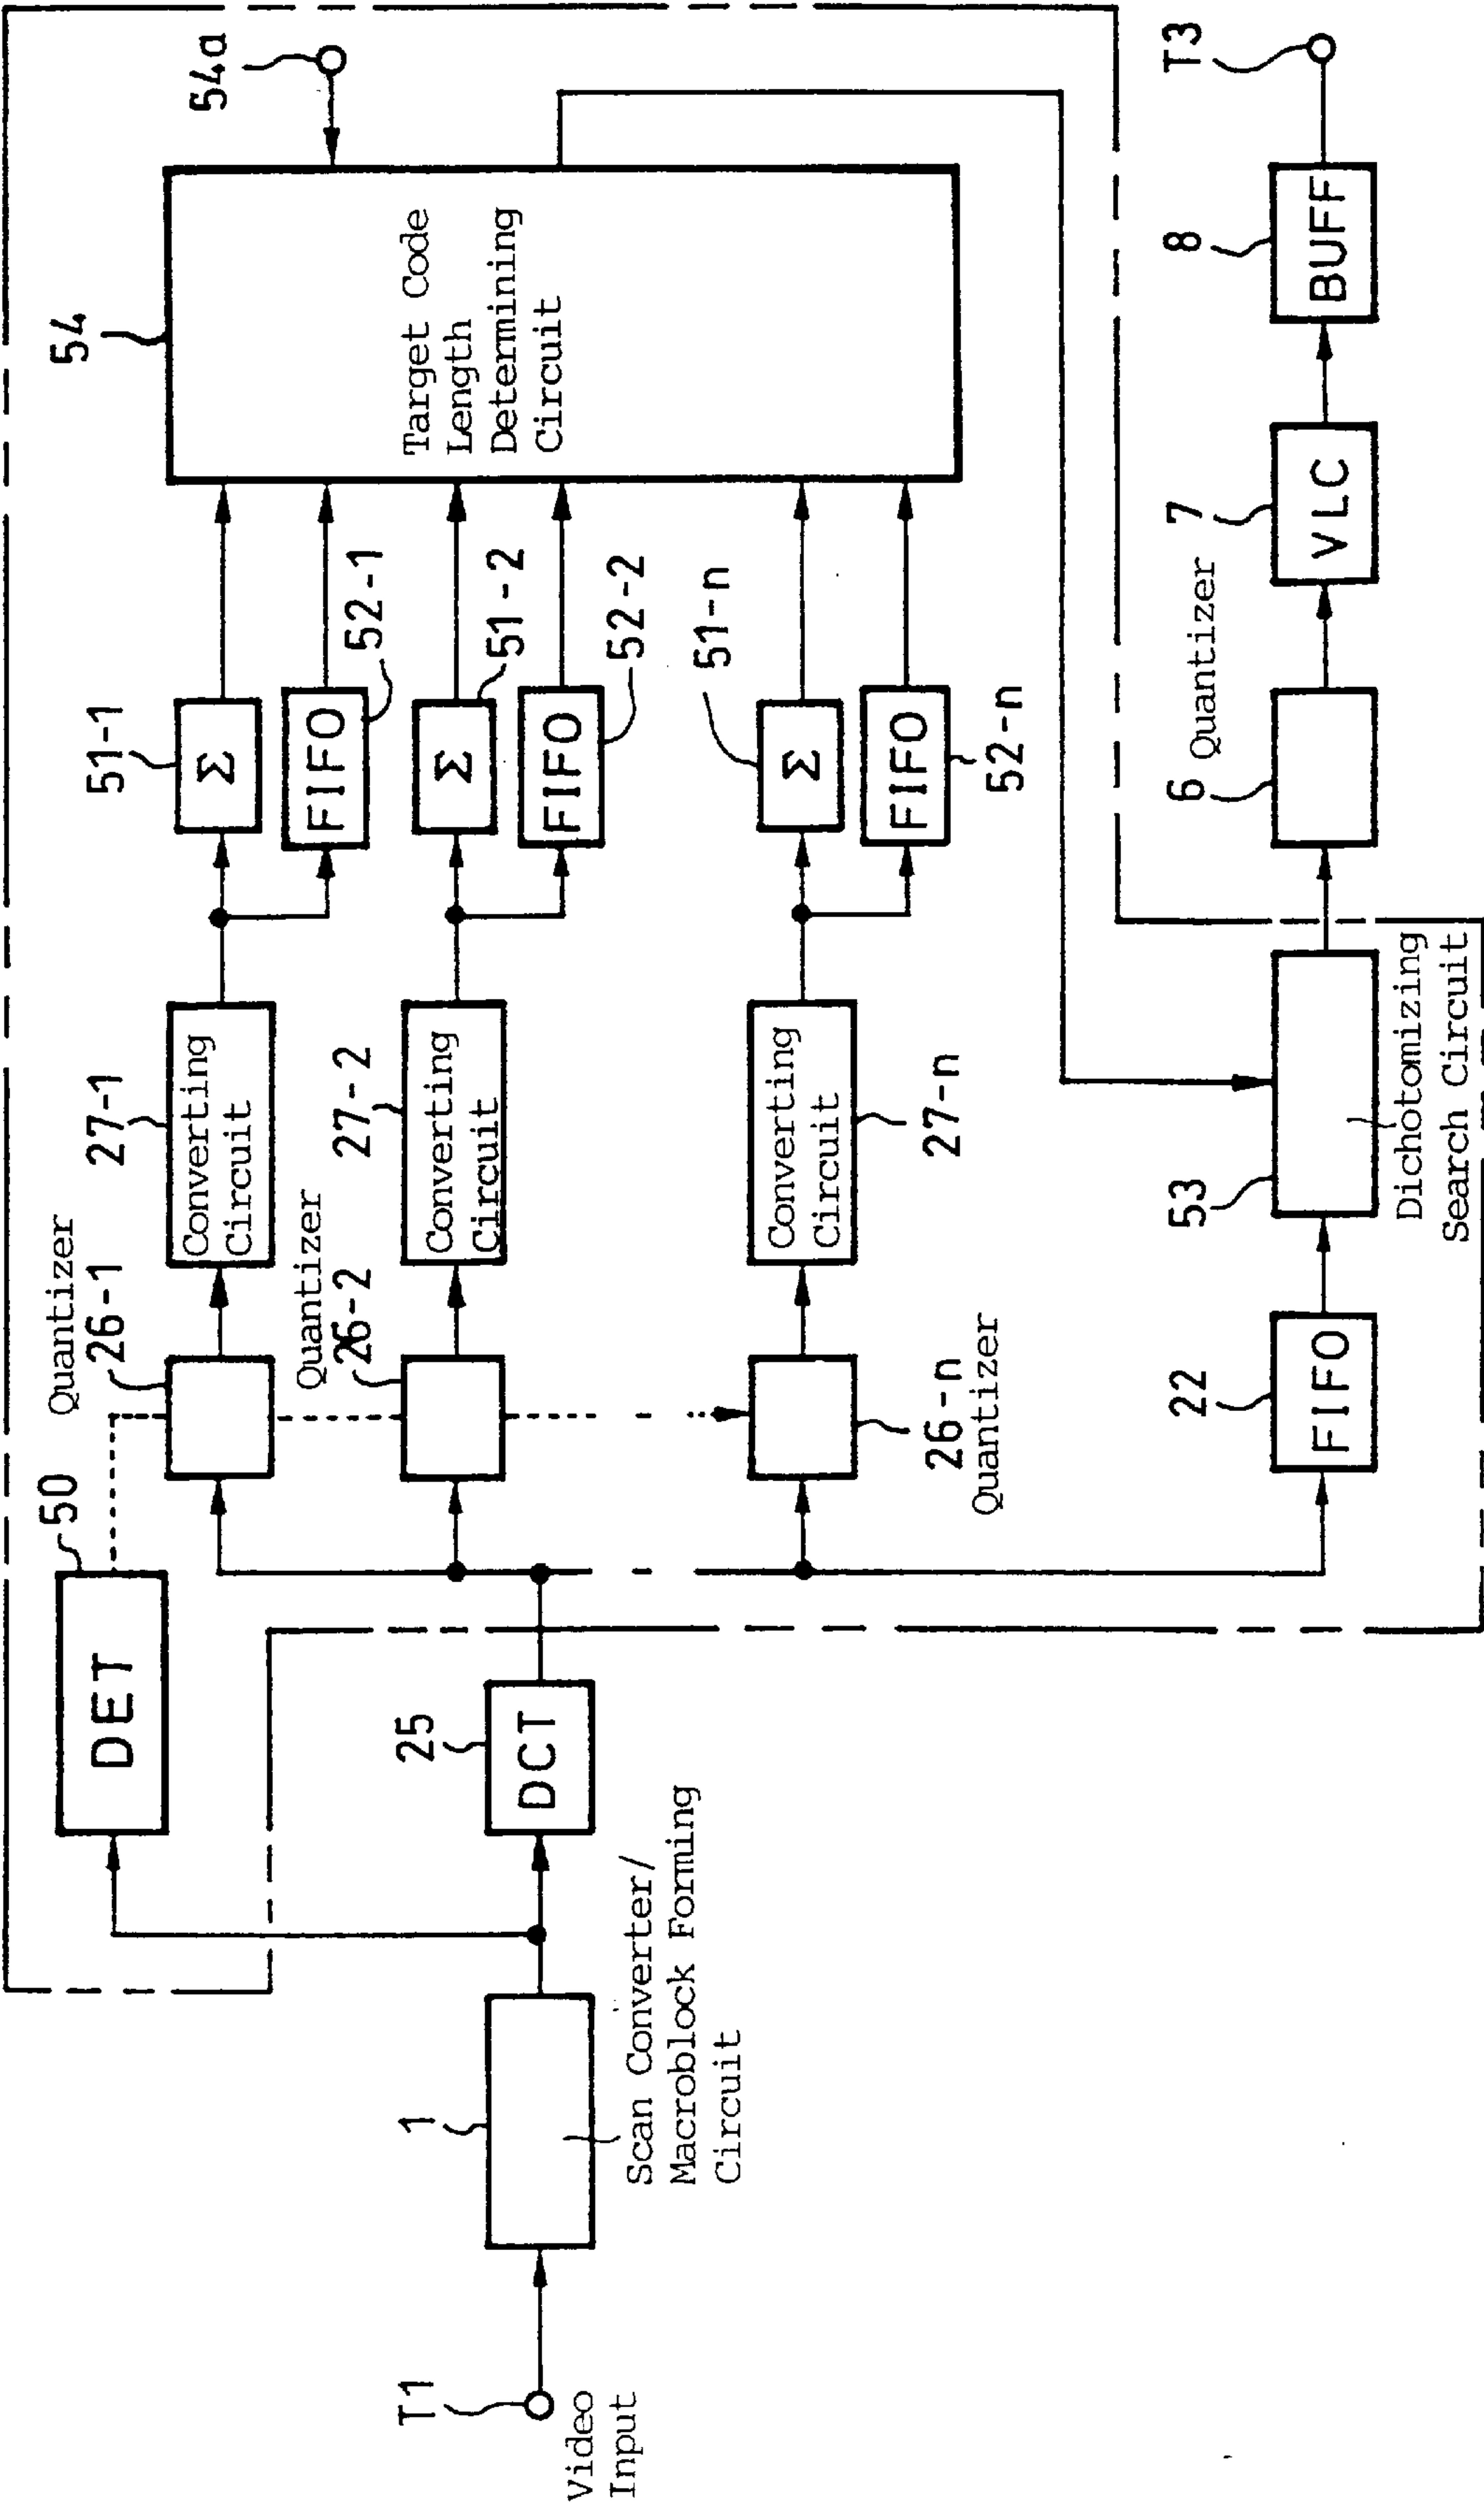 T1
Video
Input
1
Scan Converter/
Macroblock Foming
Circuit
DET
50
25
DCT
Quantizer
26-1
27-1
Converting
Circuit
51-1
Σ
FIFO
52-1
Quantizer
26-2
27-2
Converting
Circuit
Σ
51-2
FIFO
52-2
26-n
Quantizer
Converting
Circuit
27-n
51-n
Σ
FIFO
52-n
54
Target Code
Length
Determining
Circuit
54a
22
FIFO
53
Dichotomizing
Search Circuit
6
Quantizer
7
VLC
8
BUFF
T3